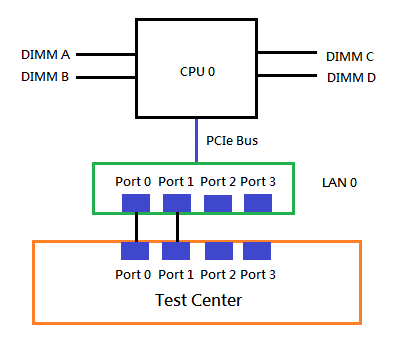 DIMM A
DIMM B
CPU 0
DIMM C
DIMM D
PCIe Bus
Port 0 Port 1 Port 2 Port 3
LAN 0
Port 0 Port 1 Port 2 Port 3
Test Center